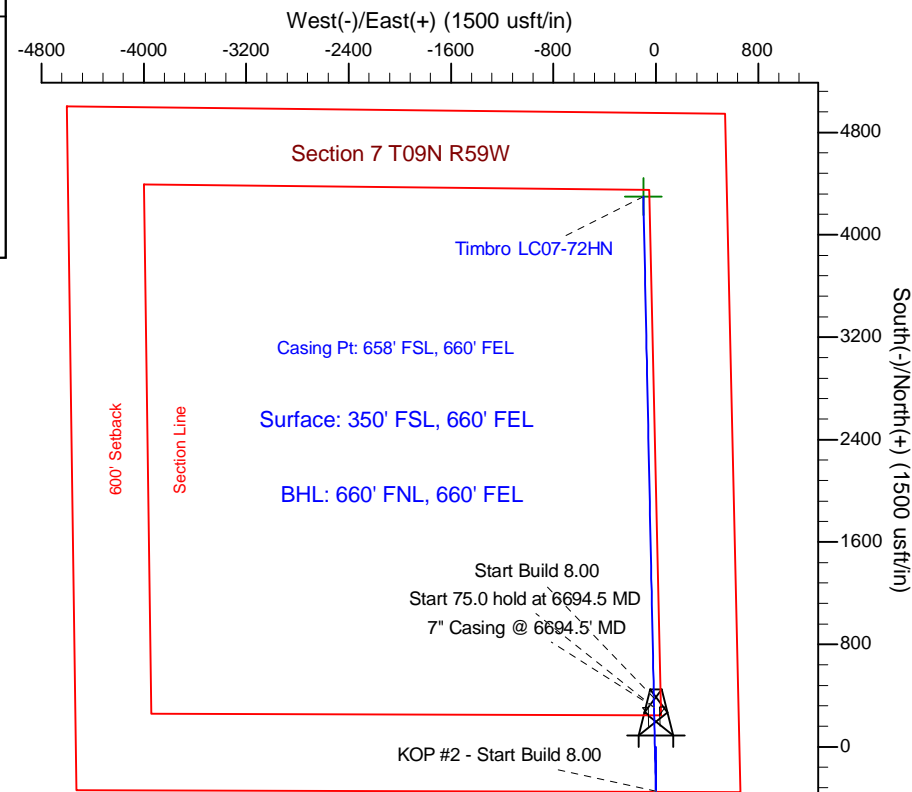 West(-)/East(+) (1500 usft/in)
-4800 -4000 -3200 -2400 -1600 -800 0 800
Section 7 T09N R59W
4800
Timbro LC07-72HN
4000
Casing Pt: 658' FSL, 660' FEL
3200
Surface: 350' FSL, 660' FEL
2400
600' Setback
Section Line
BHL: 660' FNL, 660' FEL
South(-)/North(+) (1500 usft/in)
1600
Start Build 8.00
Start 75.0 hold at 6694.5 MD
7" Casing @ 6694.5' MD
800
KOP #2 - Start Build 8.00
0